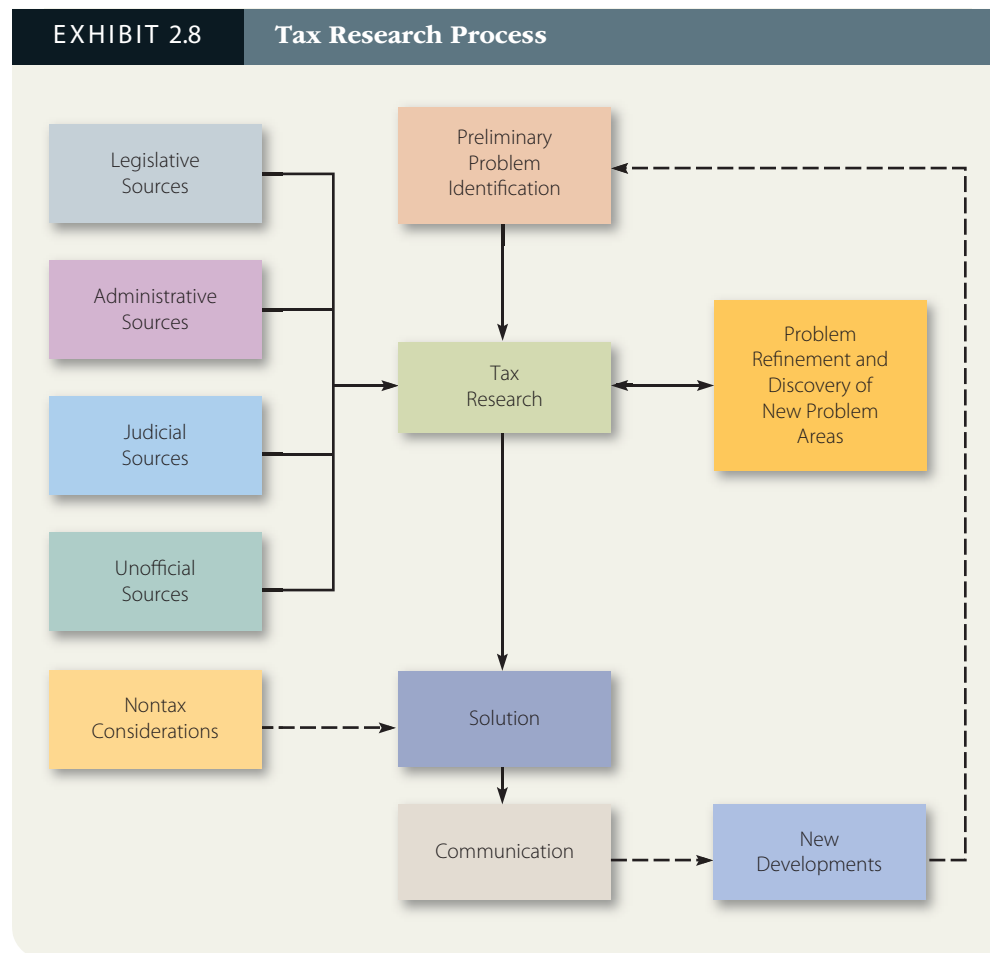 EXHIBIT 2.8
Tax Research Process
Legislative
Sources
Administrative
Sources
Judicial
Sources
Unofficial
Sources
Nontax
Considerations
Preliminary
Problem
Identification
Tax
Research
Problem
Refinement and
Discovery of
New Problem
Areas
Solution
Communication
New
Developments